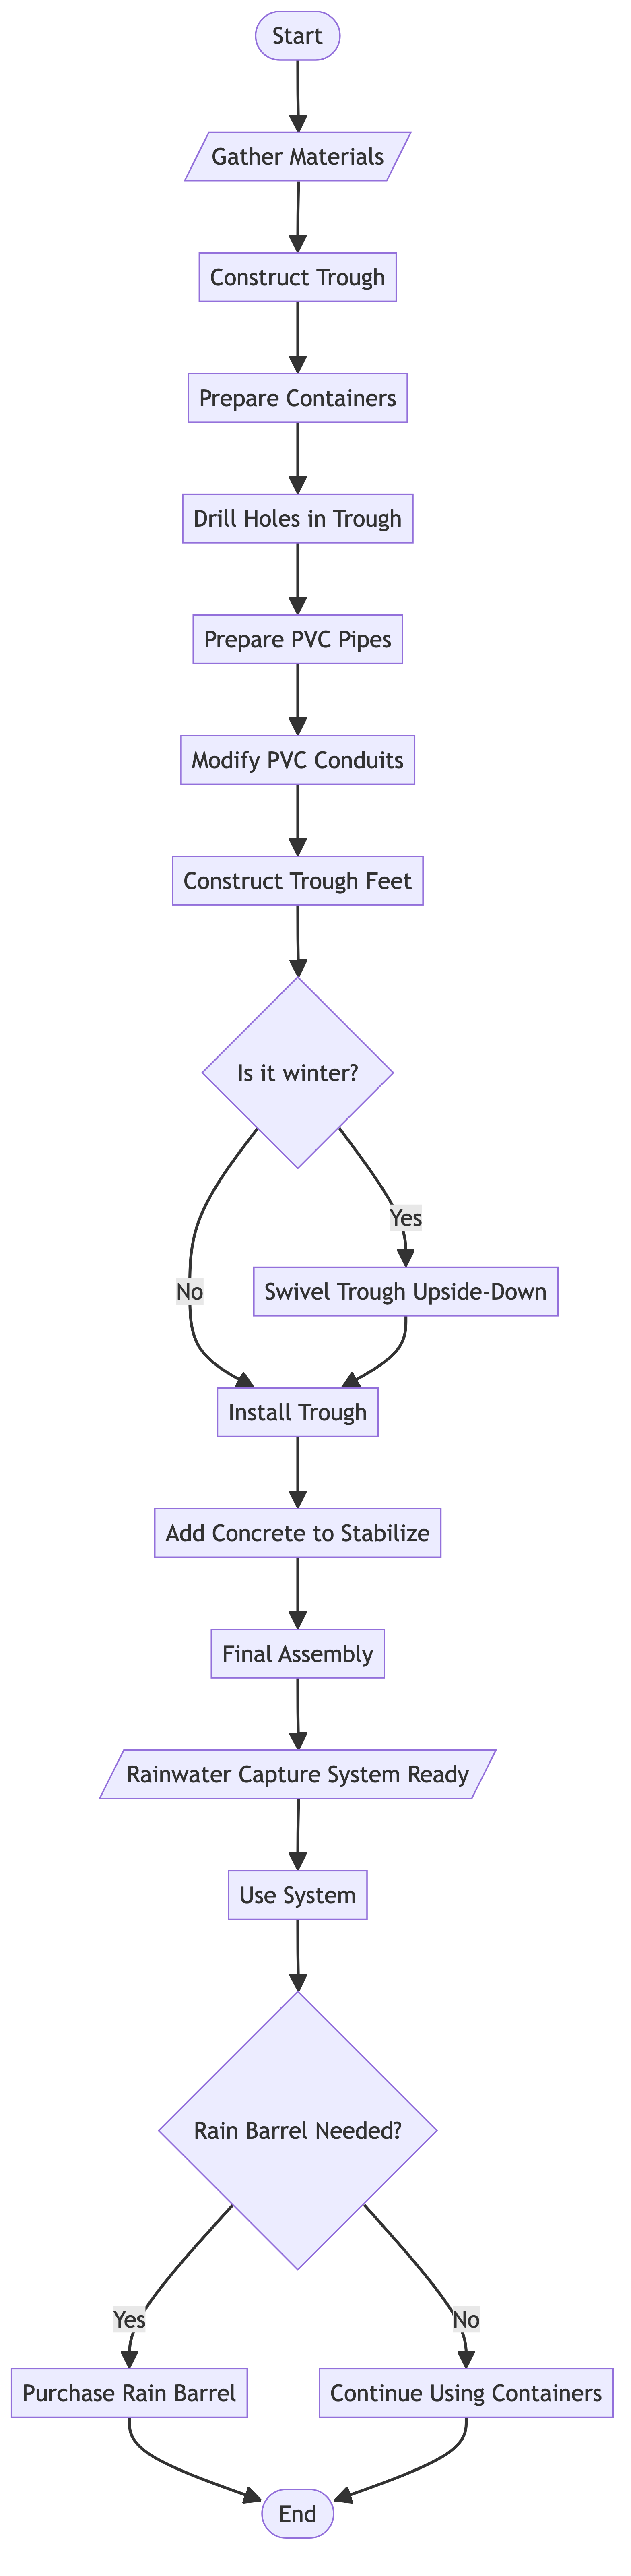 Start
Gather Materials
Construct Trough
Prepare Containers
Drill Holes in Trough
Prepare PVC Pipes
Modify PVC Conduits
Construct Trough Feet
Is it winter?
Yes
No
Swivel Trough Upside-Down
Install Trough
Add Concrete to Stabilize
Final Assembly
Rainwater Capture System Ready
Use System
Rain Barrel Needed?
Yes
No
Purchase Rain Barrel
Continue Using Containers
End